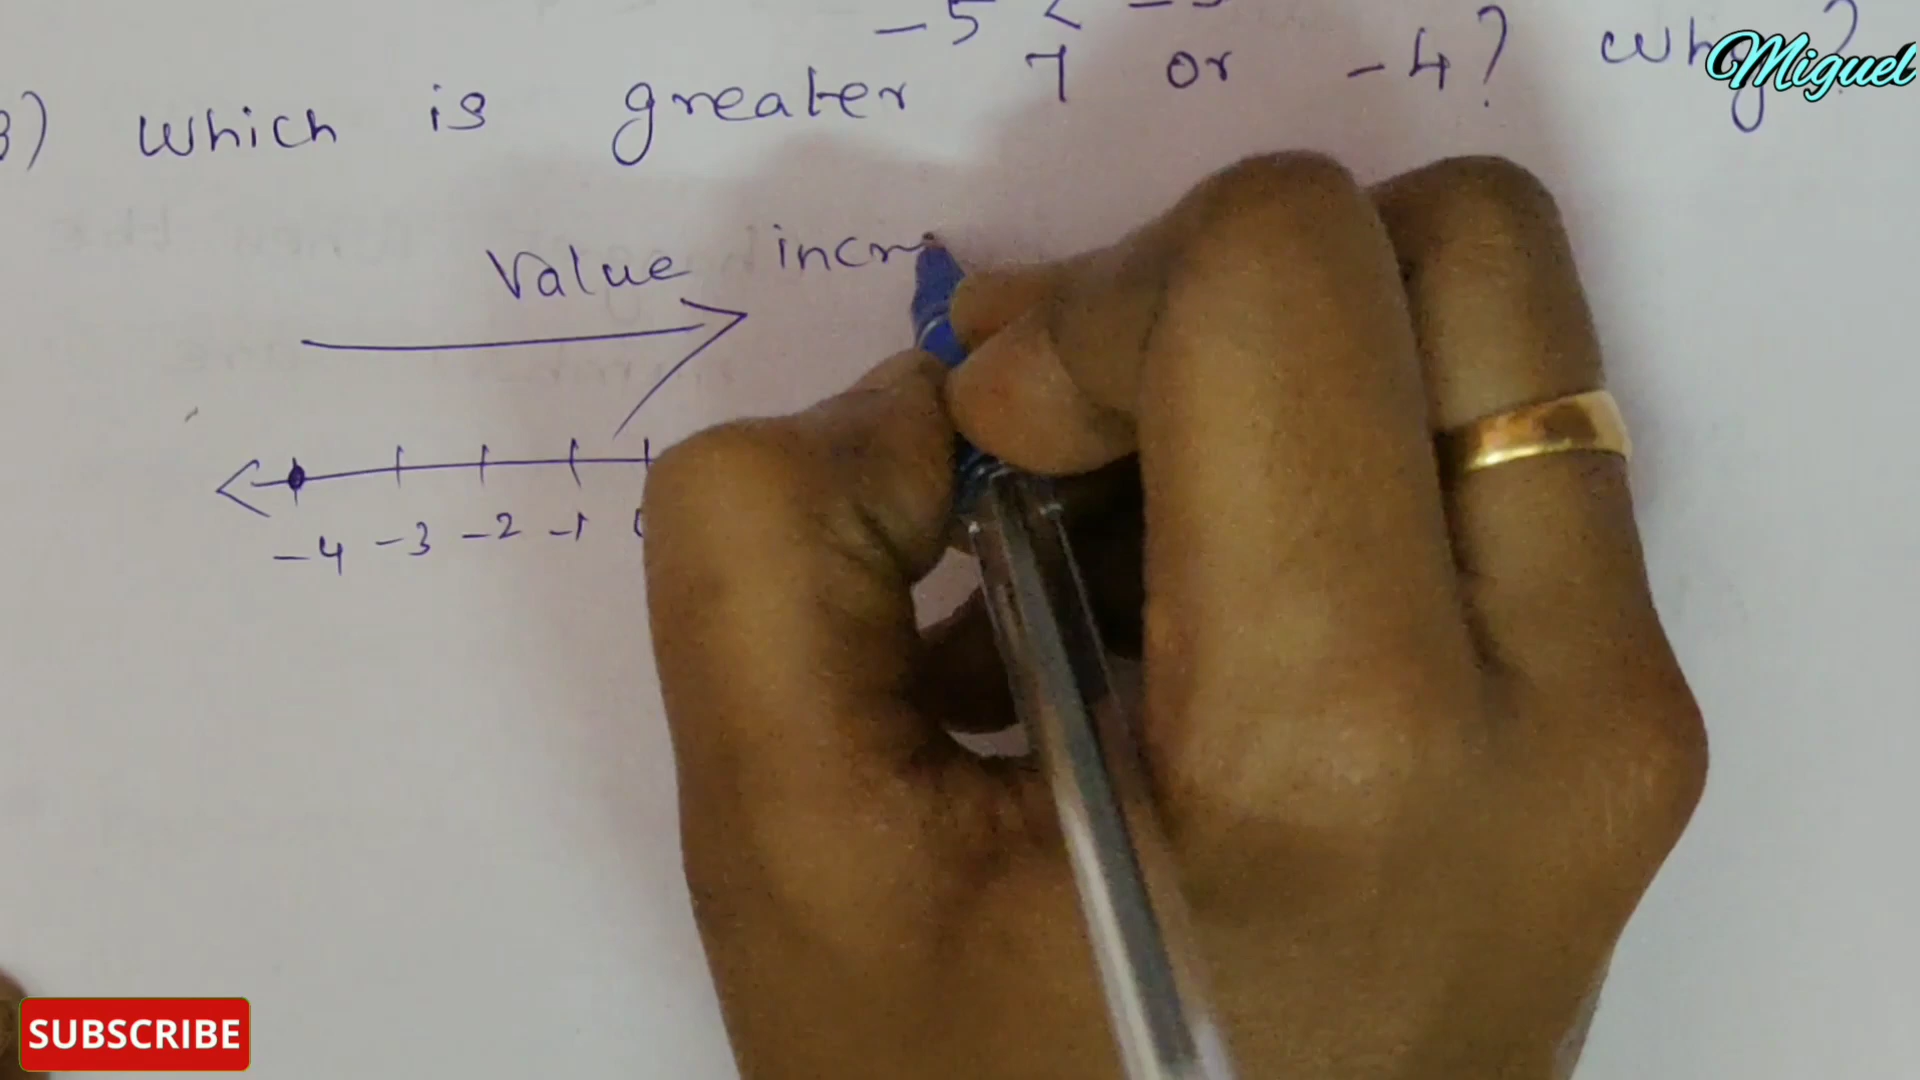 -5 <
3) Which is greater 7 or -4? why?
Miguel
Value incr
-4 -3 -2 -1
SUBSCRIBE